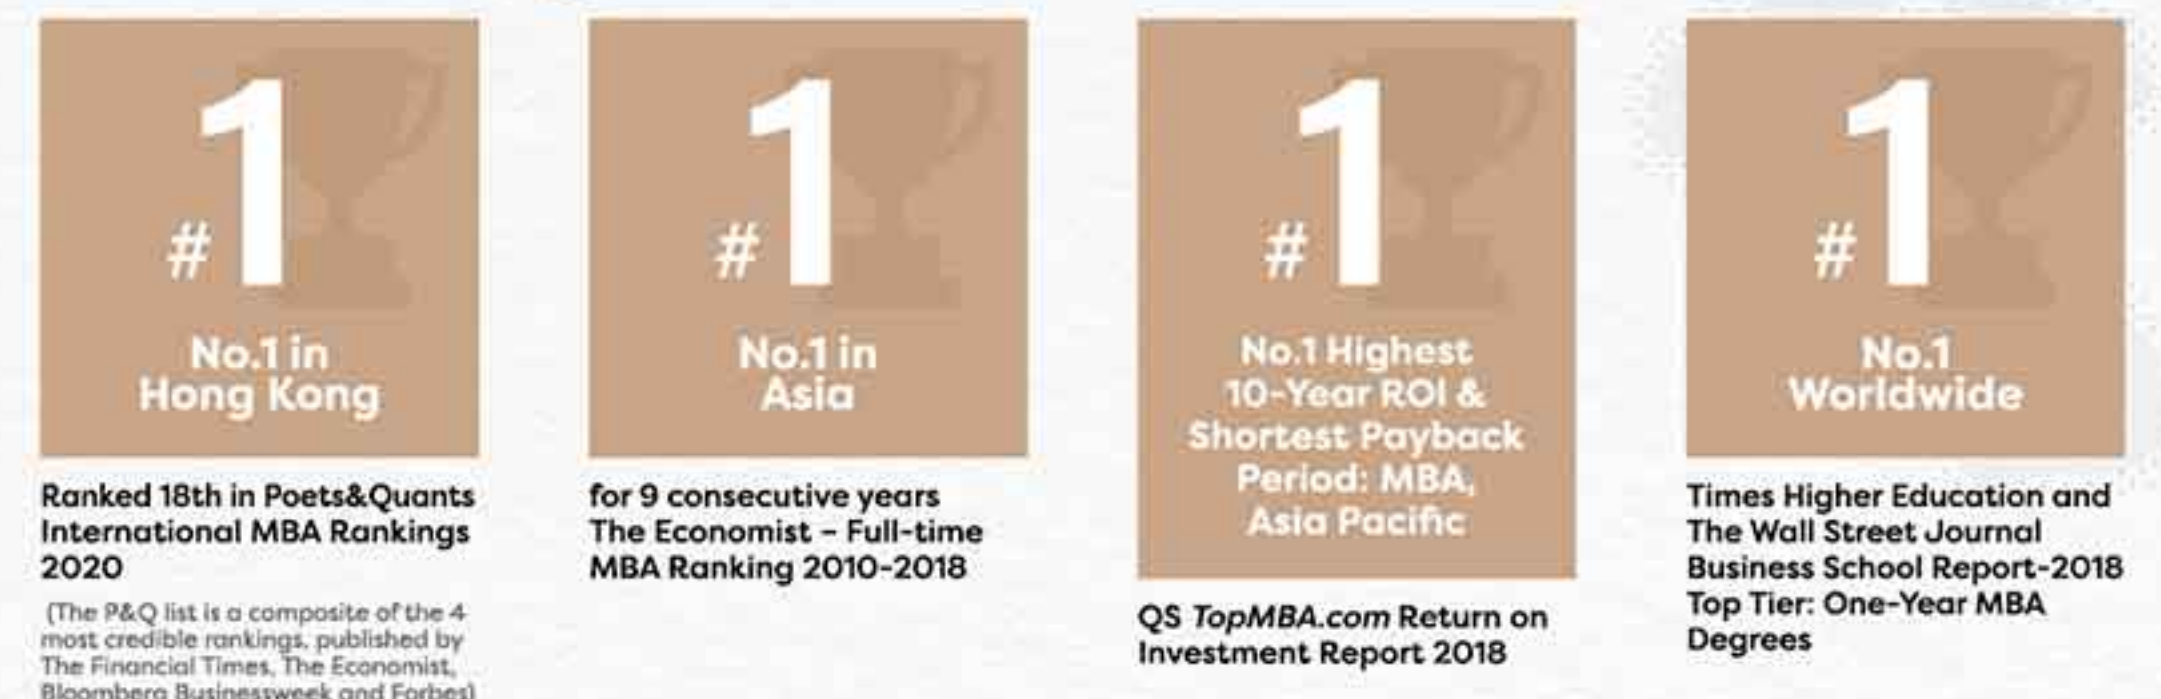 #1
No.1 in
Hong Kong
Ranked 18th in Poets&Quants
International MBA Rankings
2020
(The P&Q list is a composite of the 4
most credible rankings, published by
The Financial Times, The Economist,
Bloomberg Businessweek and Forbes)
#1
No.1 in
Asia
for 9 consecutive years
The Economist – Full-time
MBA Ranking 2010-2018
#1
No.1 Highest
10-Year ROI &
Shortest Payback
Period: MBA,
Asia Pacific
QS TopMBA.com Return on
Investment Report 2018
#1
No.1
Worldwide
Times Higher Education and
The Wall Street Journal
Business School Report-2018
Top Tier: One-Year MBA
Degrees